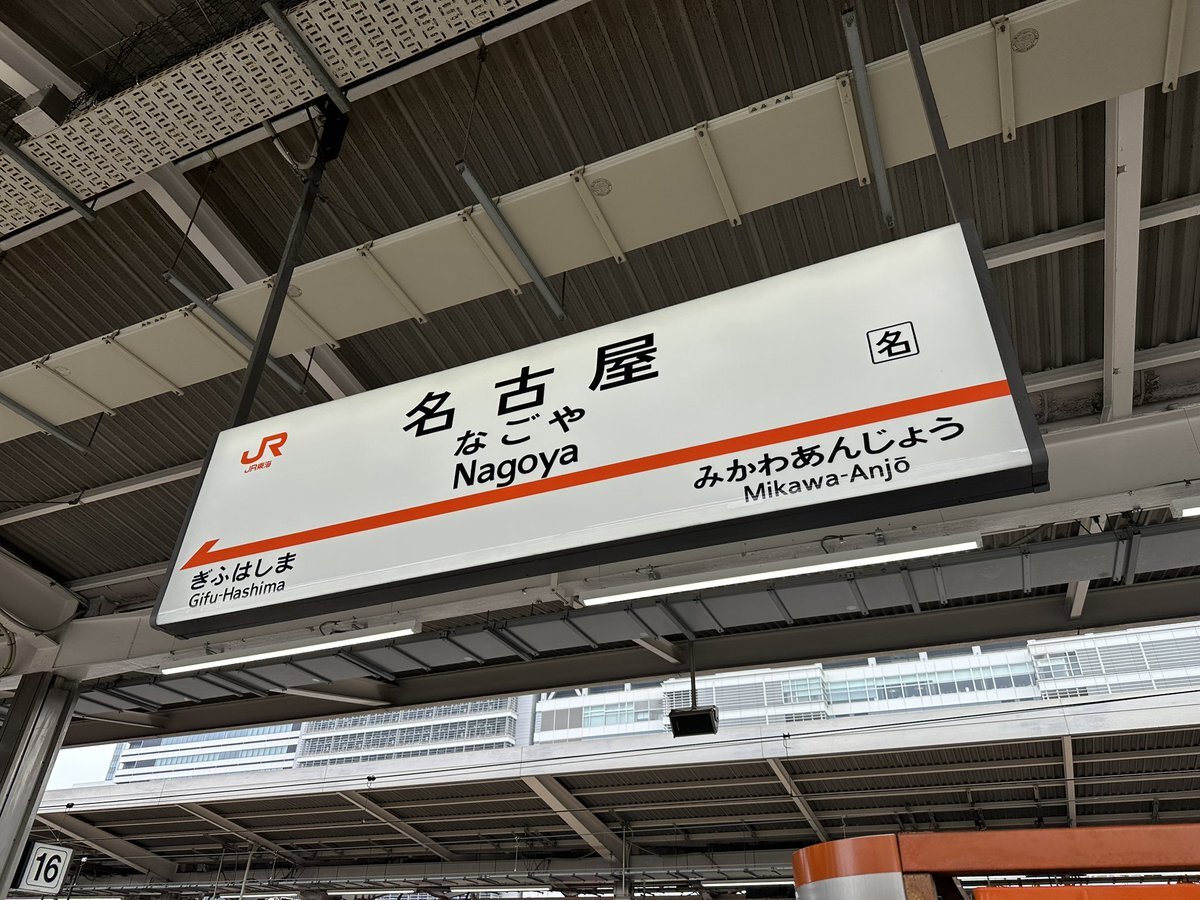 JR
JR東海
名古屋
なごや
Nagoya
名
ぎふはしま
Gifu-Hashima
みかわあんじょう
Mikawa-Anjō
16